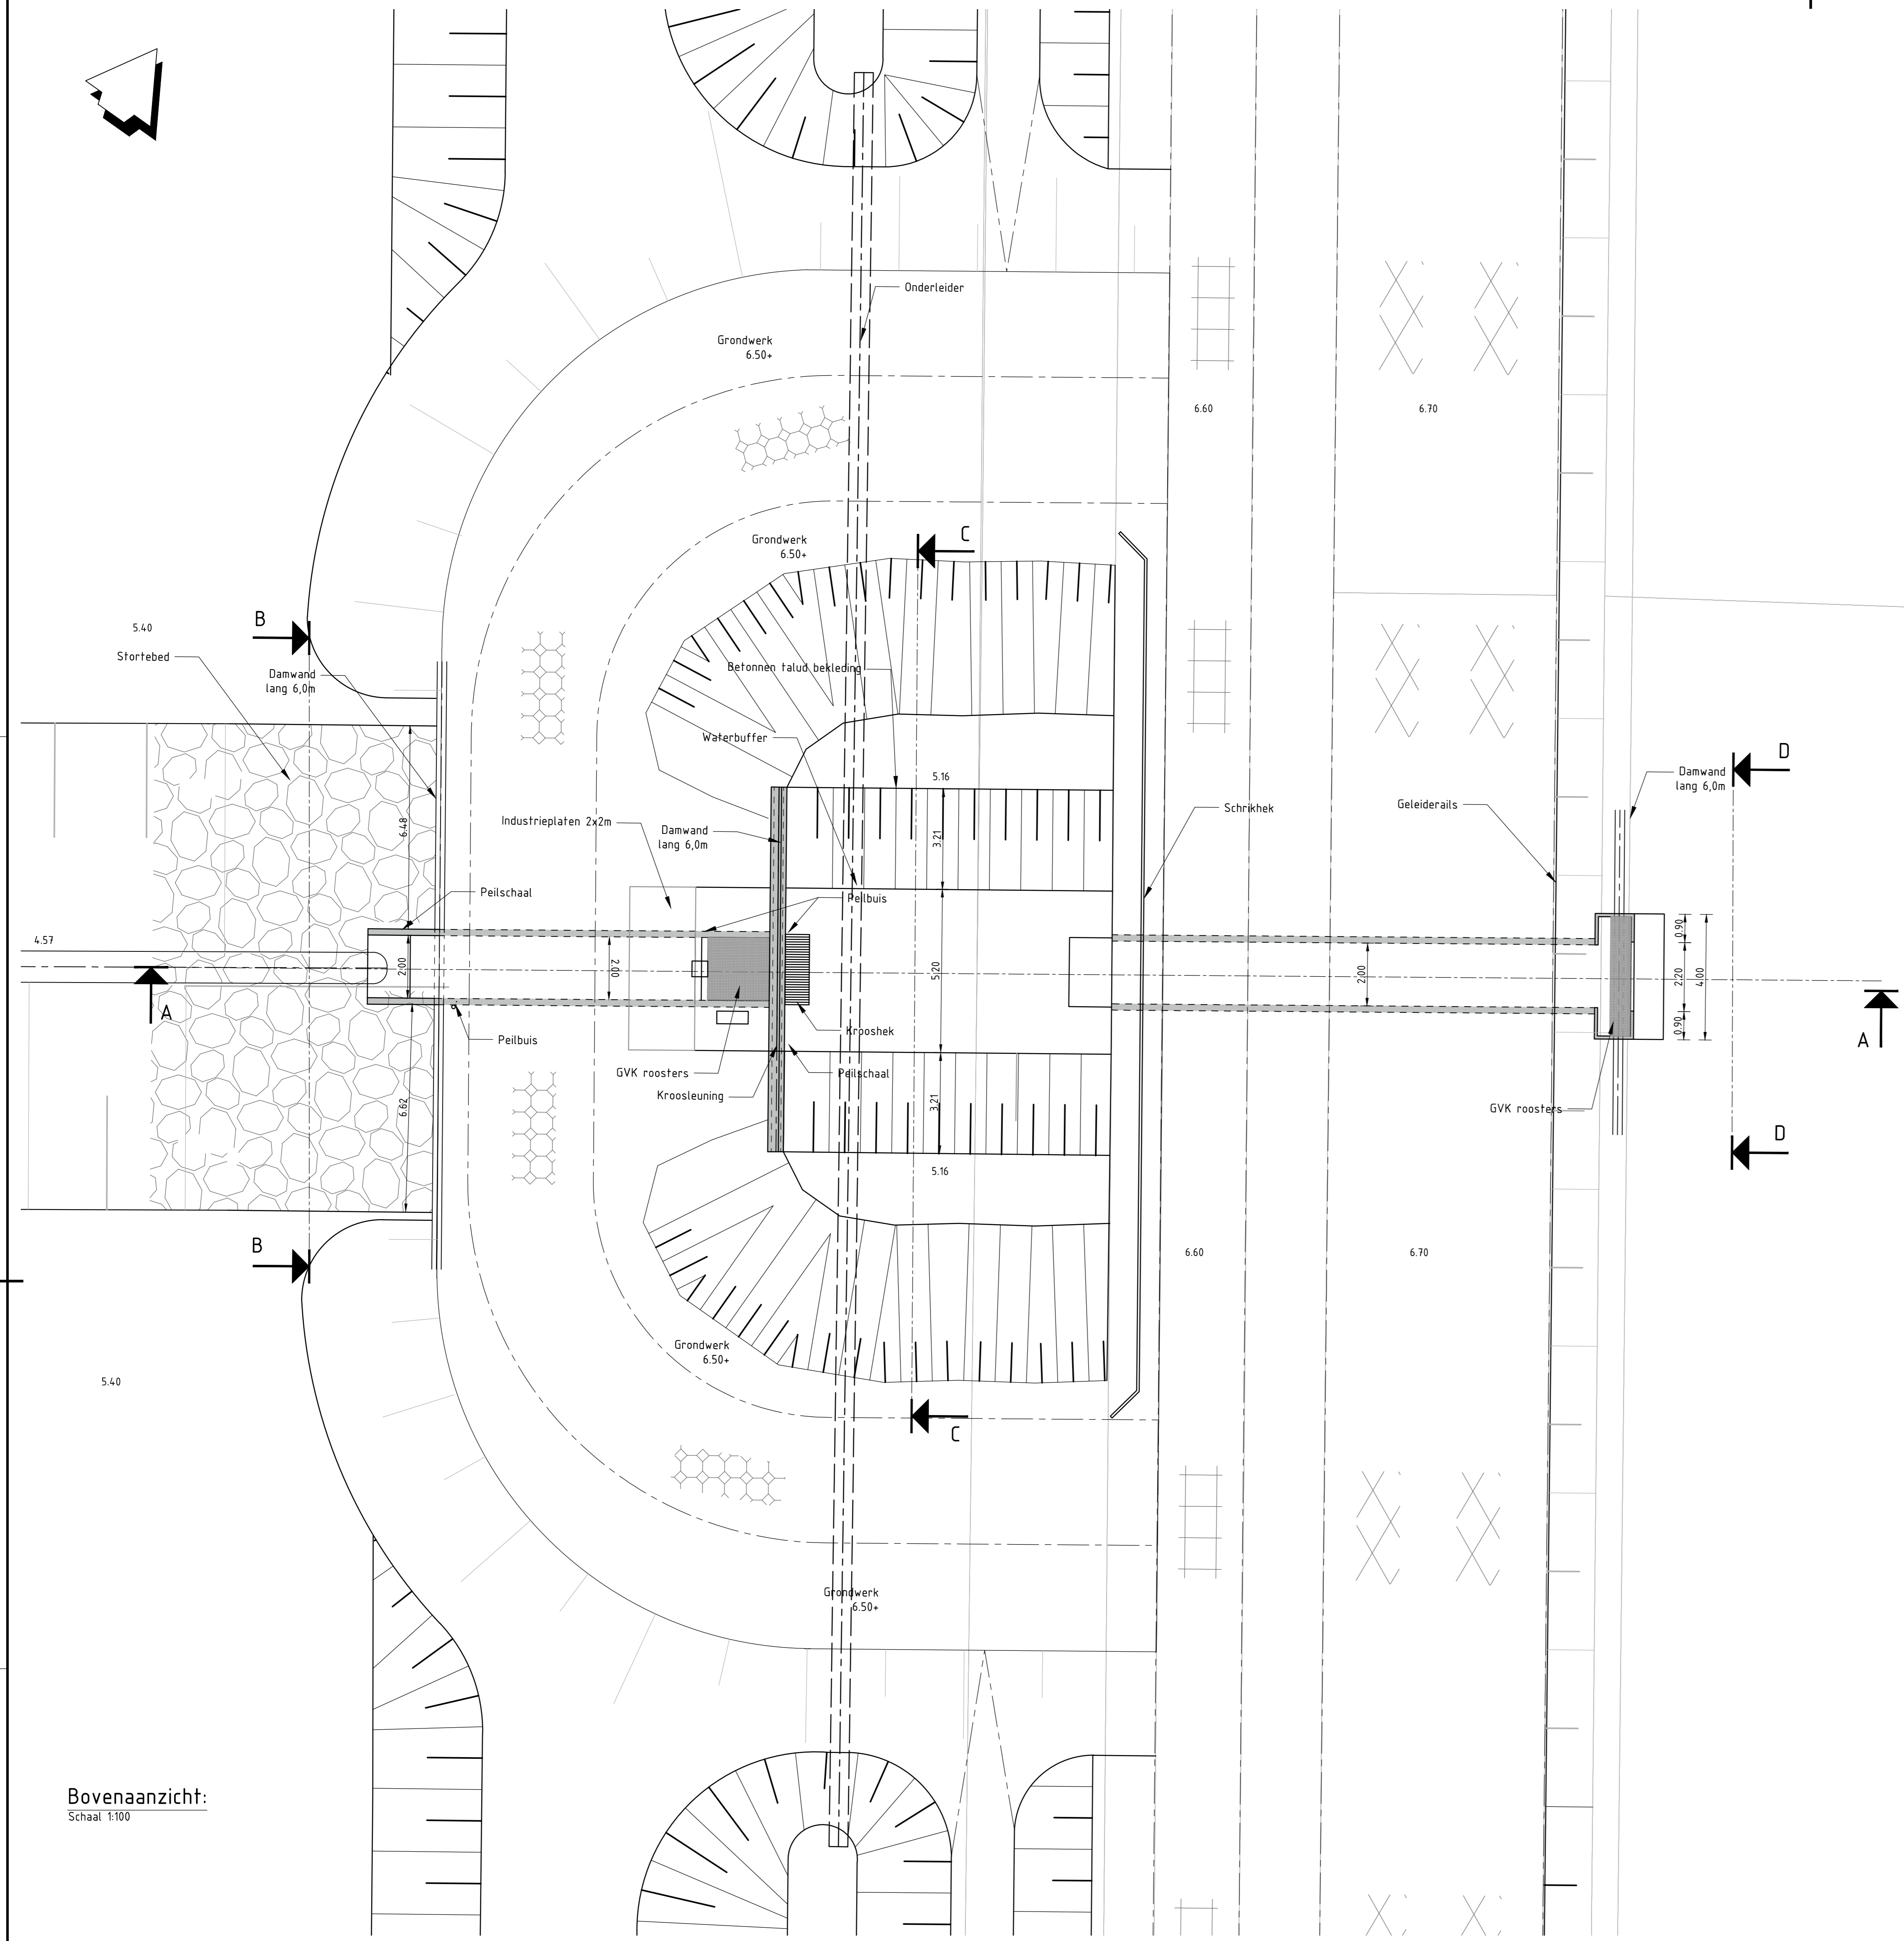 Onderleider
Grondwerk
6.50+
6.60
6.70
C
Grondwerk
6.50+
B
5.40
Stortebed
Damwand
lang 6,0m
Betonnen talud bekleding
Waterbuffer
D
Damwand
lang 6,0m
5.16
Geleiderails
Schrikhek
Industrieplaten 2x2m
Damwand
lang 6,0m
6.48
3.21
Peilschaal
Peilbuis
4.57
2.00
2.00
5.20
2.00
0.90
2.20
4.00
0.90
A
A
Krooshek
Peilbuis
GVK roosters
Peilschaal
Kroosleuning
6.62
3.21
GVK roosters
D
5.16
B
6.60
6.70
Grondwerk
6.50+
5.40
C
Grondwerk
6.50+
Bovenaanzicht:
Schaal 1:100